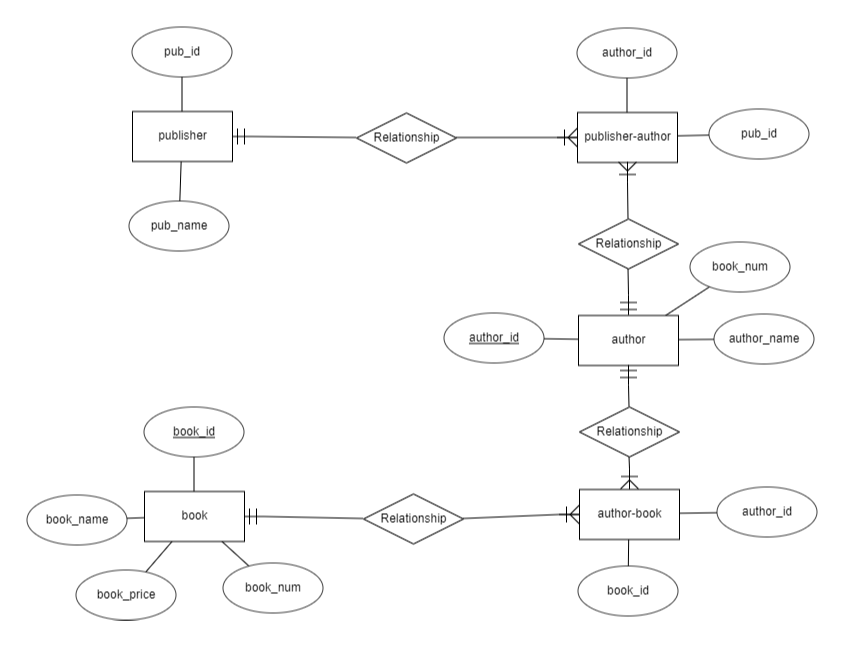 pub_id
author_id
publisher
Relationship
publisher-author
pub_id
pub_name
Relationship
book_num
author_id
author
author_name
book_id
Relationship
book_name
book
Relationship
author-book
author_id
book_price
book_num
book_id